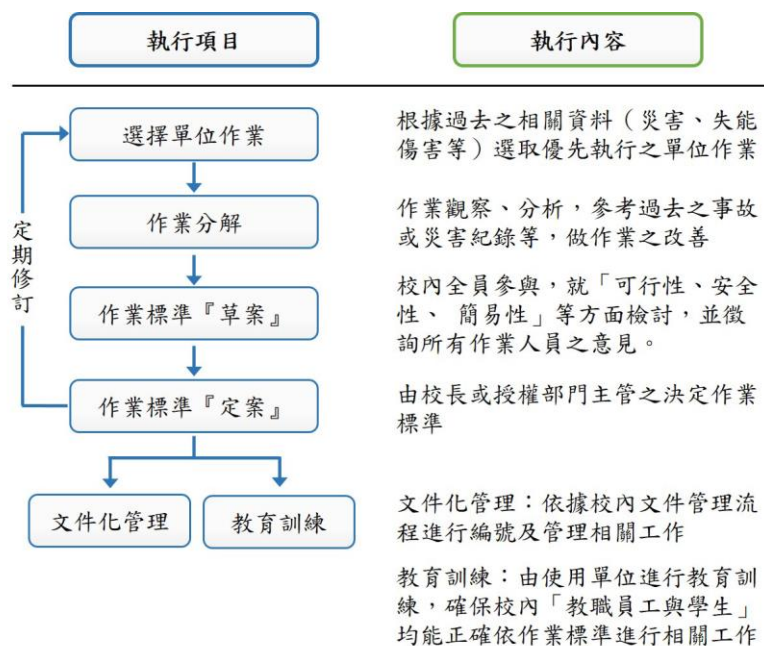 執行項目
執行內容
選擇單位作業
根據過去之相關資料（災害、失能
傷害等）選取優先執行之單位作業
作業分解
作業觀察、分析，參考過去之事故
或災害紀錄等，做作業之改善
定期修訂
作業標準『草案』
校內全員參與，就「可行性、安全
性、 簡易性」等方面檢討，並徵
詢所有作業人員之意見。
作業標準『定案』
由校長或授權部門主管之決定作業
標準
文件化管理
教育訓練
文件化管理：依據校內文件管理流
程進行編號及管理相關工作
教育訓練：由使用單位進行教育訓
練，確保校內「教職員工與學生」
均能正確依作業標準進行相關工作